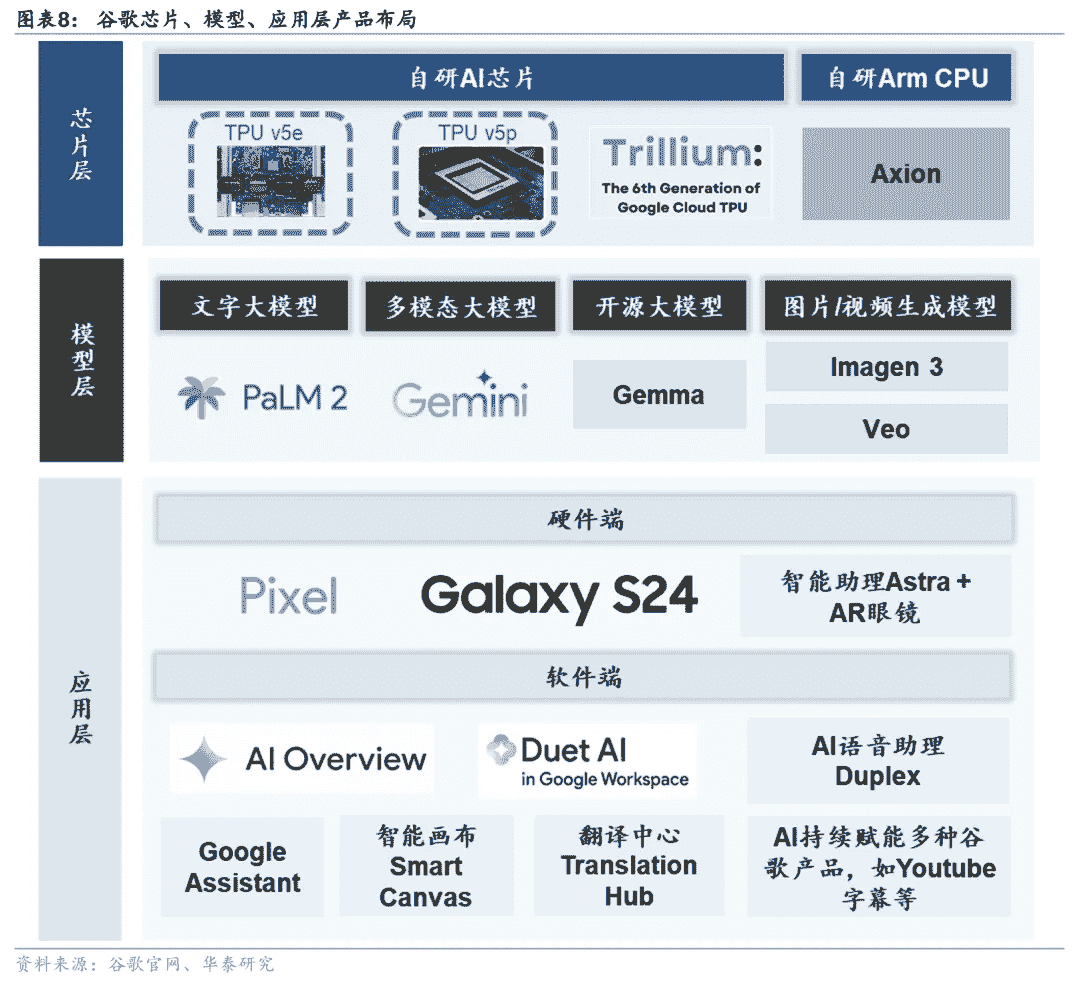 图表8： 谷歌芯片、模型、应用层产品布局
芯片层
自研AI芯片
自研Arm CPU
TPU v5e
TPU v5p
Trillium:
The 6th Generation of
Google Cloud TPU
Axion
模型层
文字大模型
多模态大模型
开源大模型
图片/视频生成模型
PaLM 2
Gemini
Gemma
Imagen 3
Veo
应用层
硬件端
Pixel
Galaxy S24
智能助理Astra +
AR眼镜
软件端
AI Overview
Duet AI
in Google Workspace
AI语音助理
Duplex
Google
Assistant
智能画布
Smart
Canvas
翻译中心
Translation
Hub
AI持续赋能多种谷
歌产品，如Youtube
字幕等
资料来源：谷歌官网、华泰研究